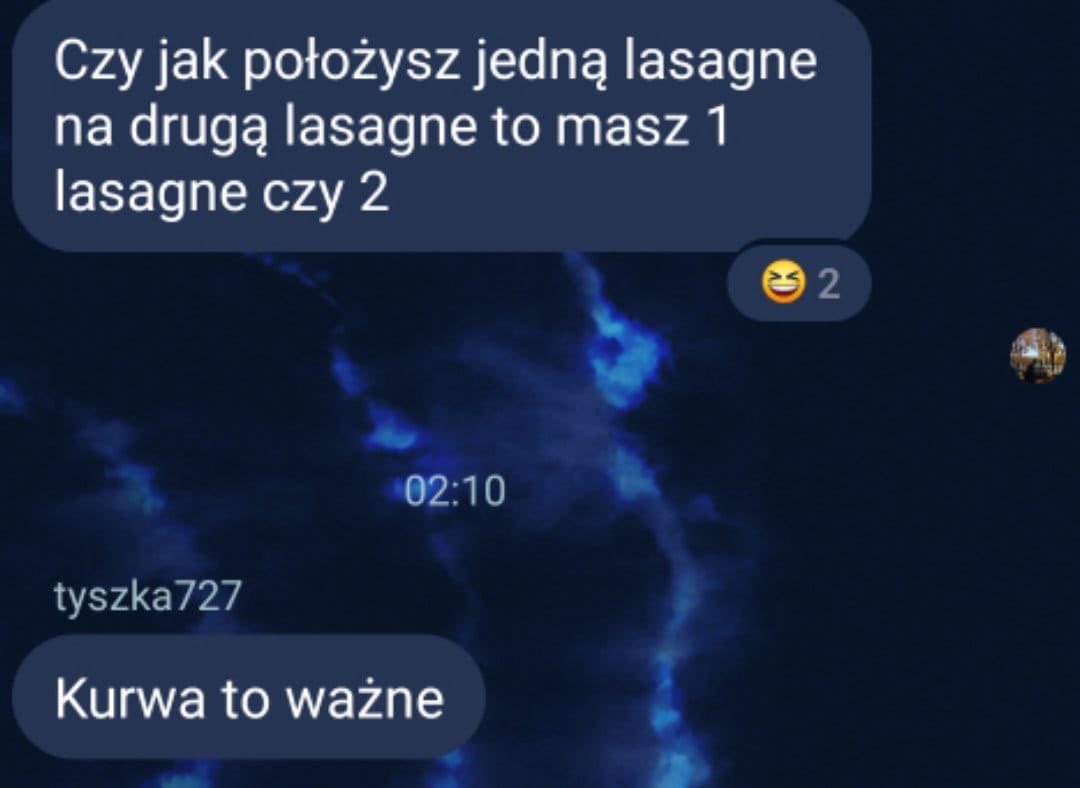 Czy jak położysz jedną lasagne
na drugą lasagne to masz 1
lasagne czy 2
😆 2
02:10
tyszka727
Kurwa to ważne